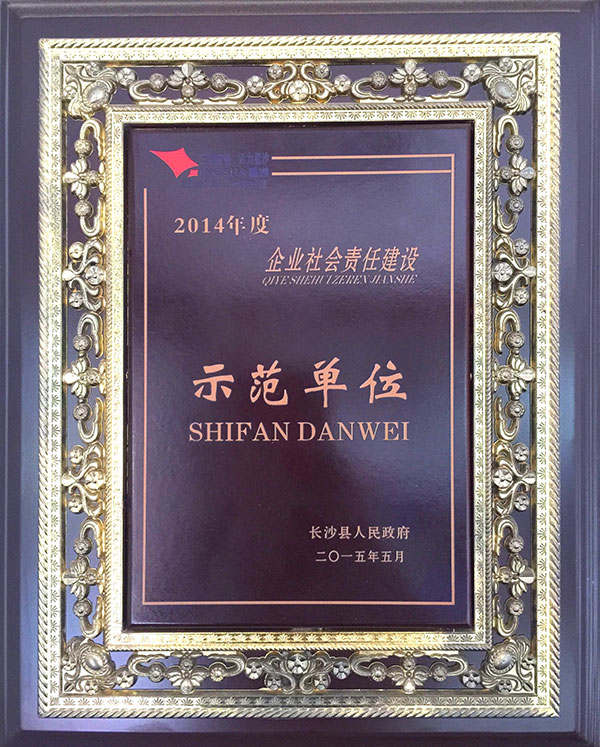 2014年度
企业社会责任建设
QIYE SHEHUI ZEREN JIANSHE
示范单位
SHIFAN DANWEI
长沙县人民政府
二〇一五年五月